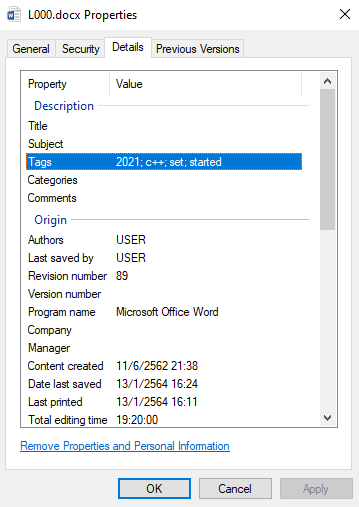 L000.docx Properties
General Security Details Previous Versions
Property Value
Description
Title
Subject
Tags 2021; c++; set; started
Categories
Comments
Origin
Authors USER
Last saved by USER
Revision number 89
Version number
Program name Microsoft Office Word
Company
Manager
Content created 11/6/2562 21:38
Date last saved 13/1/2564 16:24
Last printed 13/1/2564 16:11
Total editing time 19:20:00
Remove Properties and Personal Information
OK Cancel Apply